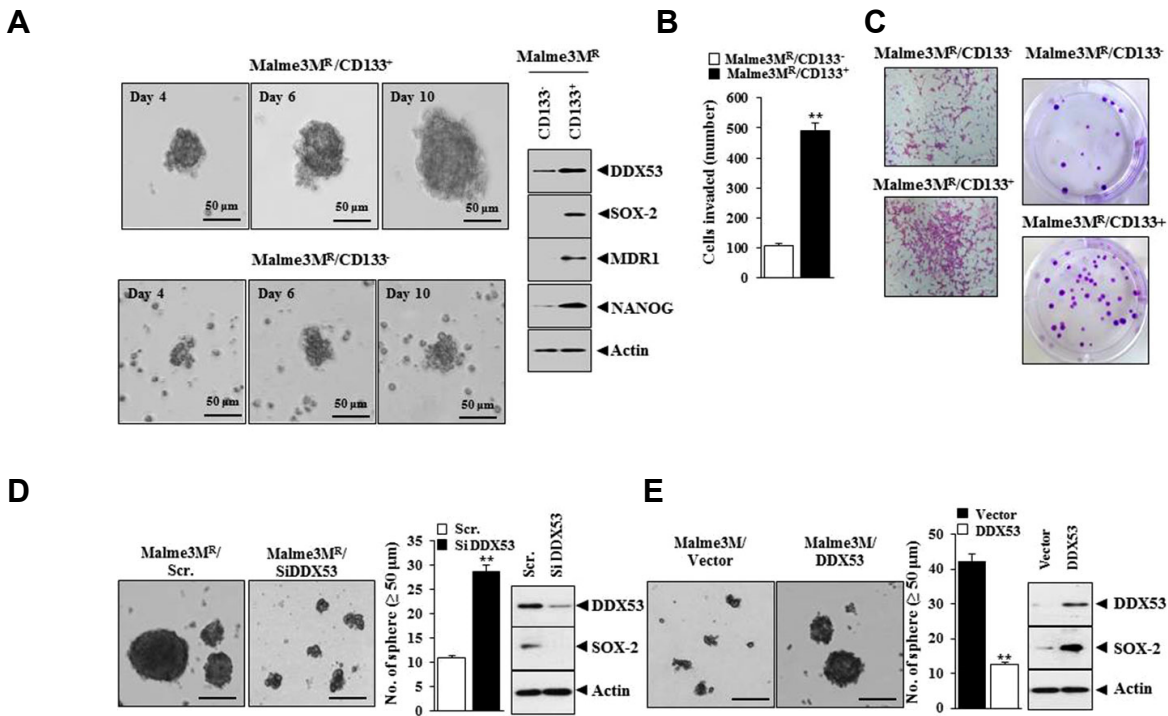 A
Malme3Mᴿ/CD133⁺
Day 4
Day 6
Day 10
50 µm
50 µm
50 µm
Malme3Mᴿ/CD133⁻
Day 4
Day 6
Day 10
50 µm
50 µm
50 µm
Malme3Mᴿ
CD133⁻
CD133⁺
◄DDX53
◄SOX-2
◄MDR1
◄NANOG
◄Actin
B
Malme3Mᴿ/CD133⁻
Malme3Mᴿ/CD133⁺
Cells invaded (number)
600
500
400
300
200
100
0
**
C
Malme3Mᴿ/CD133⁻
Malme3Mᴿ/CD133⁺
Malme3Mᴿ/CD133⁻
Malme3Mᴿ/CD133+
D
Malme3Mᴿ/
Scr.
Malme3Mᴿ/
SiDDX53
Scr.
SiDDX53
No. of sphere (≥ 50 µm)
35
30
25
20
15
10
5
0
**
Scr.
Si DDX53
◄DDX53
◄SOX-2
◄Actin
E
Malme3M/
Vector
Malme3M/
DDX53
Vector
DDX53
No. of sphere (≥ 50 µm)
50
40
30
20
10
0
**
Vector
DDX53
◄DDX53
◄SOX-2
◄Actin